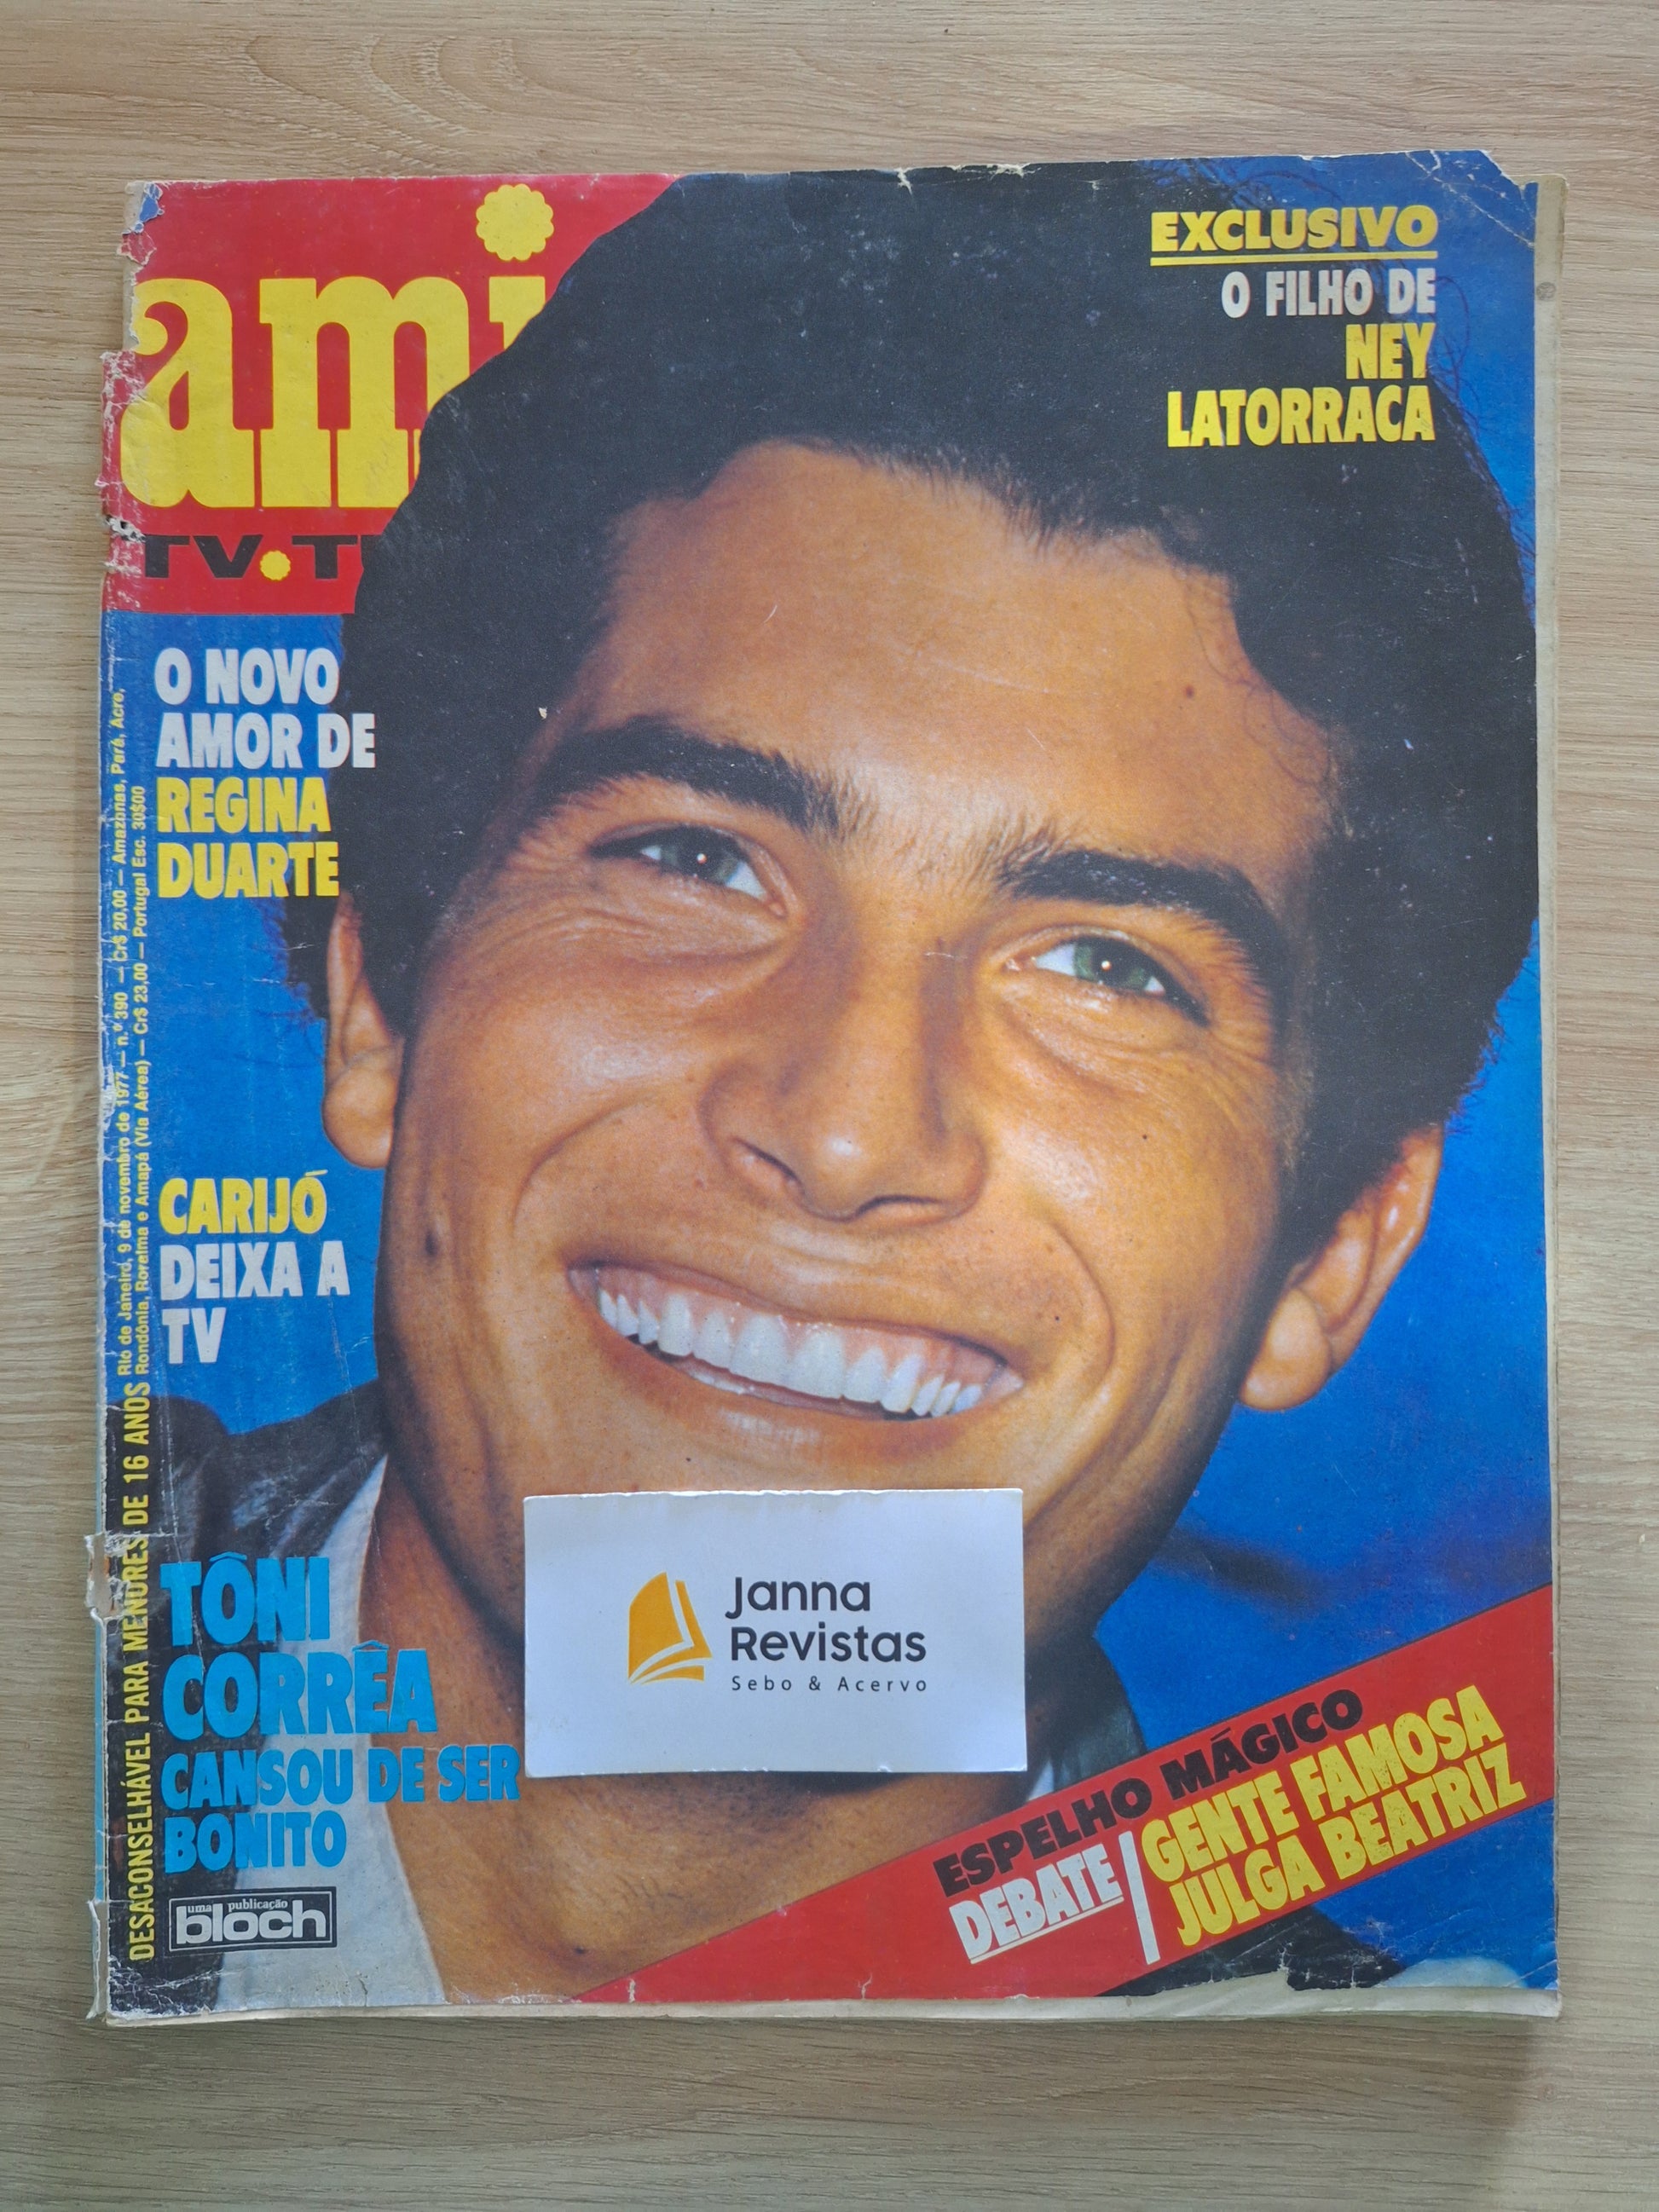 ami
TV.T
EXCLUSIVO
O FILHO DE
NEY
LATORRACA
O NOVO
AMOR DE
REGINA
DUARTE
CARIJÓ
DEIXA A
TV
TÔNI
CORRÊA
CANSOU DE SER
BONITO
uma publicação
bloch
DESACONSELHÁVEL PARA MENORES DE 16 ANOS
Rio de Janeiro, 9 de novembro de 1977 — n.º 390 — Cr$ 20,00 — Amazonas, Pará, Acre,
Rondônia, Roraima e Amapá (Via Aérea) — Cr$ 23,00 — Portugal Esc. 30$00
Janna
Revistas
Sebo & Acervo
ESPELHO MÁGICO
DEBATE/
GENTE FAMOSA
JULGA BEATRIZ